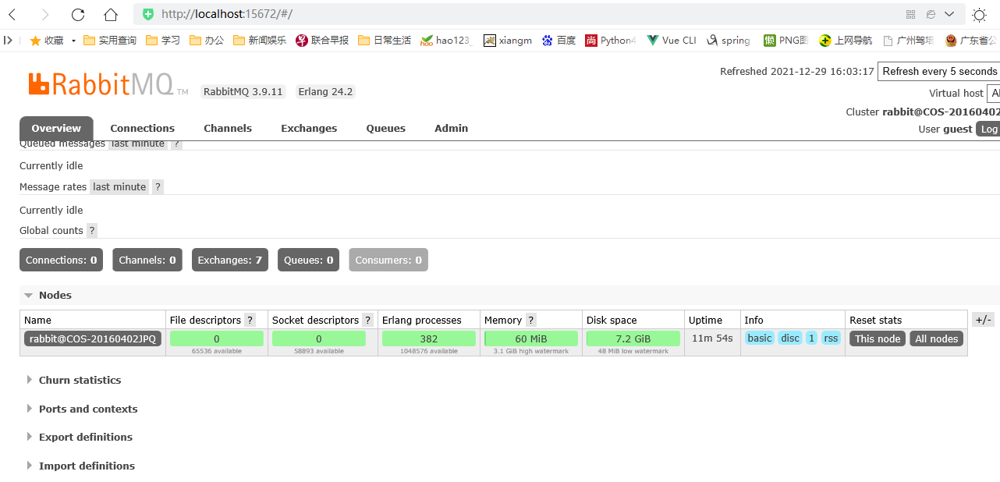 http://localhost:15672/#/
收藏 实用查询 学习 办公 新闻娱乐 联合早报 日常生活 hao123_ xiangm 百度 Python4 Vue CLI spring PNG图 上网导航 广州驾培 广东省公
RabbitMQ TM RabbitMQ 3.9.11 Erlang 24.2
Refreshed 2021-12-29 16:03:17 Refresh every 5 seconds
Virtual host Al
Cluster rabbit@COS-20160402
User guest Log
Overview Connections Channels Exchanges Queues Admin
Queued messages last minute ?
Currently idle
Message rates last minute ?
Currently idle
Global counts ?
Connections: 0 Channels: 0 Exchanges: 7 Queues: 0 Consumers: 0
Nodes
Name File descriptors ? Socket descriptors ? Erlang processes Memory ? Disk space Uptime Info Reset stats +/-
rabbit@COS-20160402JPQ 0 0 382 60 MiB 7.2 GiB 11m 54s basic disc 1 rss This node All nodes
65536 available 58893 available 1048576 available 3.1 GiB high watermark 48 MiB low watermark
Churn statistics
Ports and contexts
Export definitions
Import definitions